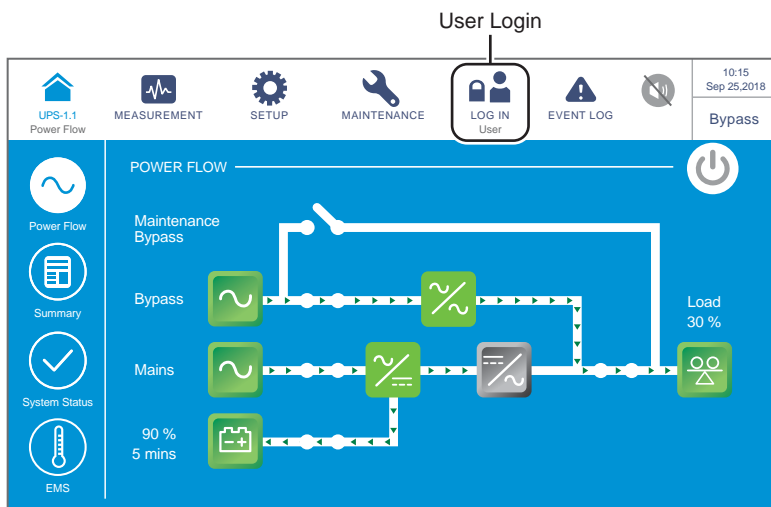 User Login
UPS-1.1
Power Flow
MEASUREMENT
SETUP
MAINTENANCE
LOG IN
User
EVENT LOG
10:15
Sep 25,2018
Bypass
Power Flow
Summary
System Status
EMS
POWER FLOW
Maintenance
Bypass
Bypass
Mains
90 %
5 mins
Load
30 %